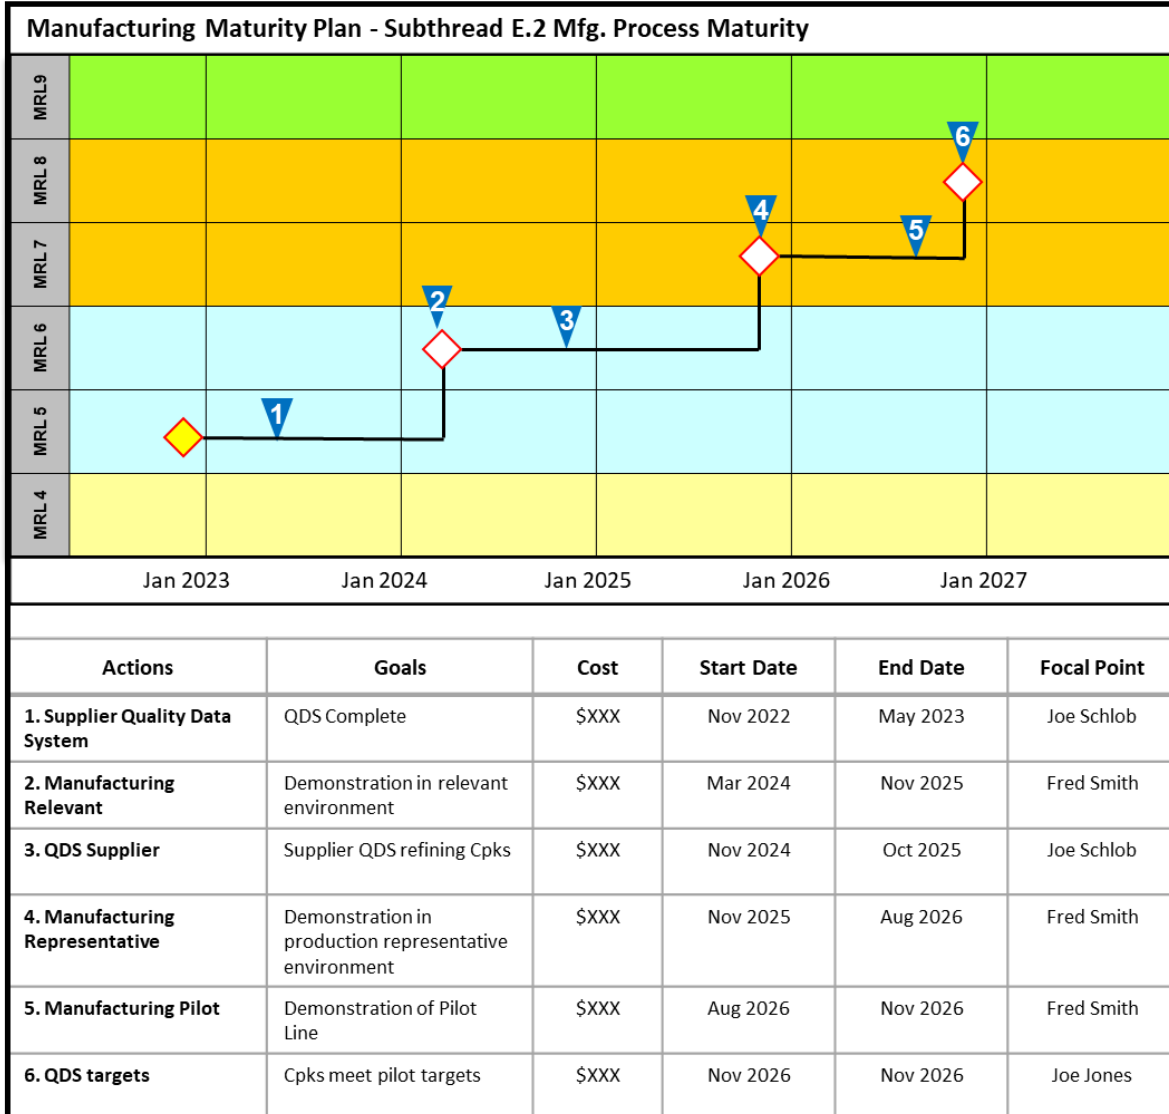 Manufacturing Maturity Plan - Subthread E.2 Mfg. Process Maturity
MRL9
6
MRL 8
4
5
MRL 7
2
3
MRL 6
1
MRL 5
MRL 4
Jan 2023 Jan 2024 Jan 2025 Jan 2026 Jan 2027
Actions Goals Cost Start Date End Date Focal Point
1. Supplier Quality Data QDS Complete $XXX Nov 2022 May 2023 Joe Schlob
System
2. Manufacturing Demonstration in relevant $XXX Mar 2024 Nov 2025 Fred Smith
Relevant environment
3. QDS Supplier Supplier QDS refining Cpks $XXX Nov 2024 Oct 2025 Joe Schlob
4. Manufacturing Demonstration in $XXX Nov 2025 Aug 2026 Fred Smith
Representative production representative
environment
5. Manufacturing Pilot Demonstration of Pilot $XXX Aug 2026 Nov 2026 Fred Smith
Line
6. QDS targets Cpks meet pilot targets $XXX Nov 2026 Nov 2026 Joe Jones